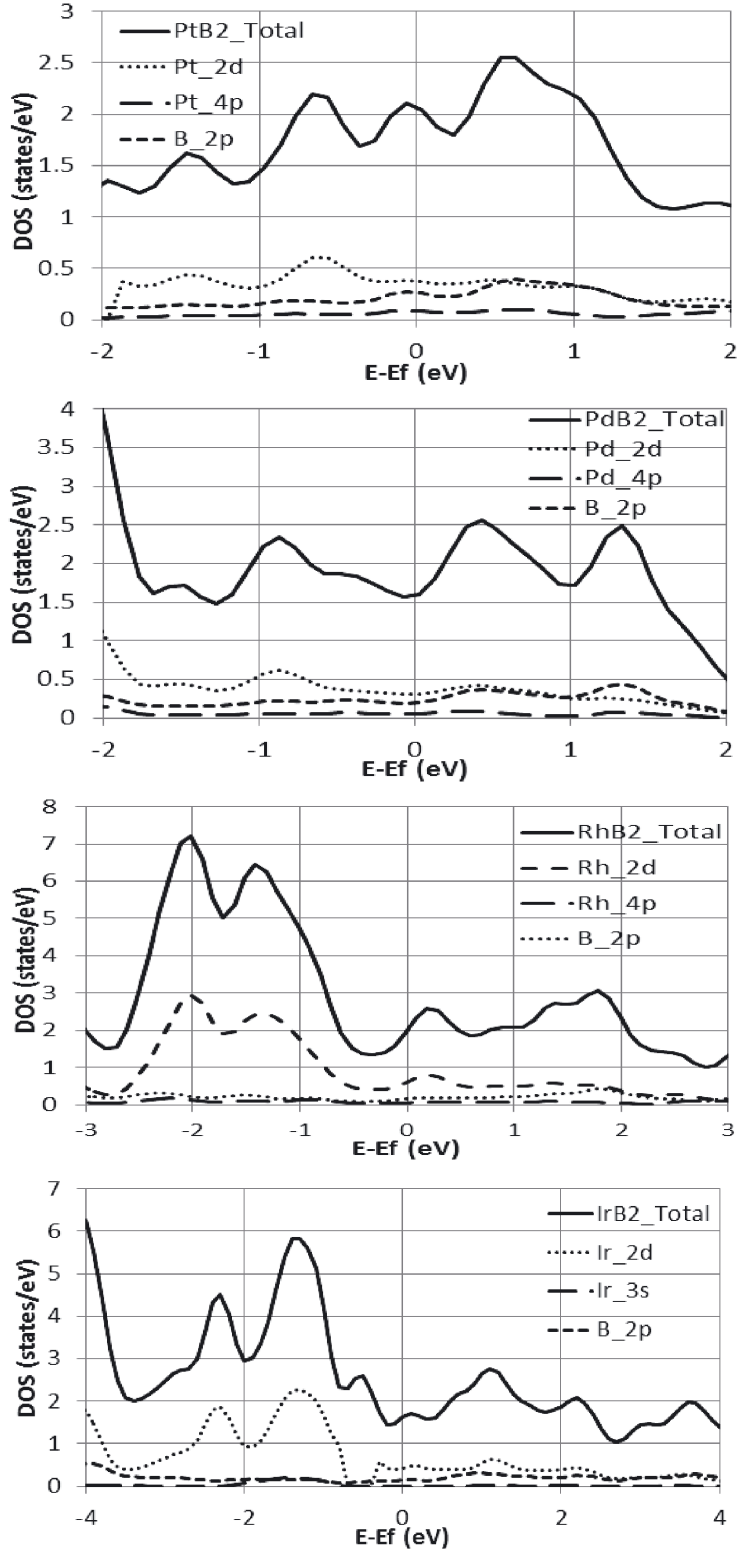 3
2.5
2
1.5
1
0.5
0
DOS (states/eV)
PtB2_Total
Pt_2d
Pt_4p
B_2p
-2 -1 0 1 2
E-Ef (eV)
4
3.5
3
2.5
2
1.5
1
0.5
0
DOS (states/eV)
PdB2_Total
Pd_2d
Pd_4p
B_2p
-2 -1 0 1 2
E-Ef (eV)
8
7
6
5
4
3
2
1
0
DOS (states/eV)
RhB2_Total
Rh_2d
Rh_4p
B_2p
-3 -2 -1 0 1 2 3
E-Ef (eV)
7
6
5
4
3
2
1
0
DOS (states/eV)
IrB2_Total
Ir_2d
Ir_3s
B_2p
-4 -2 0 2 4
E-Ef (eV)